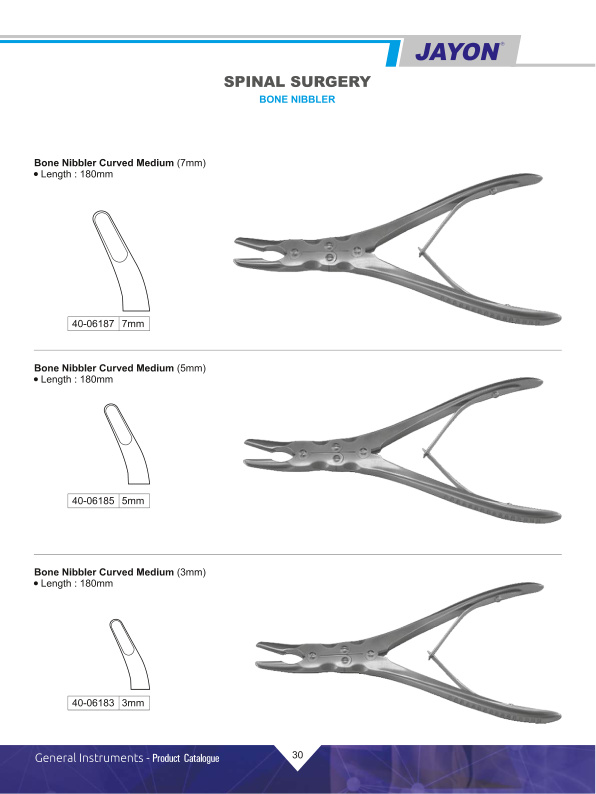 JAYON®
SPINAL SURGERY
BONE NIBBLER
Bone Nibbler Curved Medium (7mm)
• Length : 180mm
40-06187 7mm
Bone Nibbler Curved Medium (5mm)
• Length : 180mm
40-06185 5mm
Bone Nibbler Curved Medium (3mm)
• Length : 180mm
40-06183 3mm
General Instruments - Product Catalogue
30